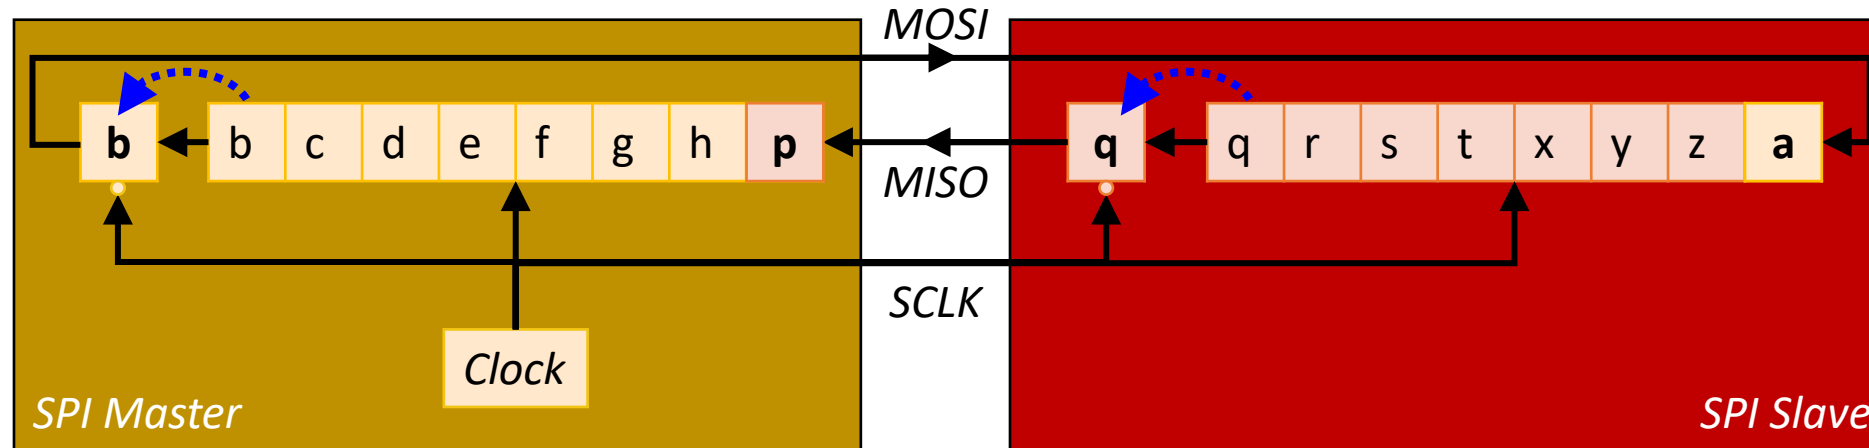 MOSI
b b c d e f g h p
q q r s t x y z a
MISO
SCLK
Clock
SPI Master
SPI Slave